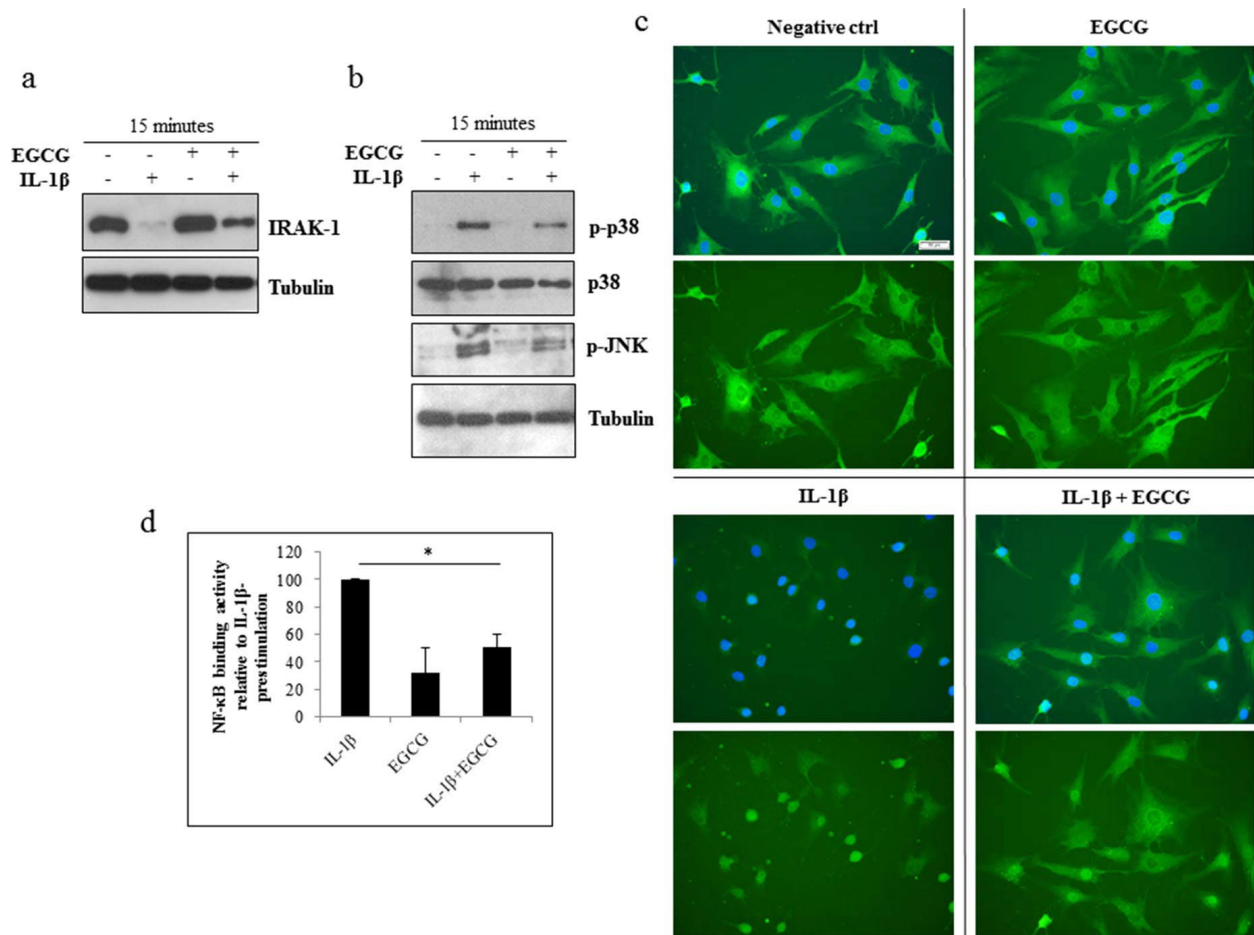 a
15 minutes
EGCG - - + +
IL-1β - + - +
IRAK-1
Tubulin
b
15 minutes
EGCG - - + +
IL-1β - + - +
p-p38
p38
p-JNK
Tubulin
c
Negative ctrl
EGCG
IL-1β
IL-1β + EGCG
d
NF-κB binding activity
relative to IL-1β-
prestimulation
120
100
80
60
40
20
0
*
IL-1β
EGCG
IL-1β+EGCG